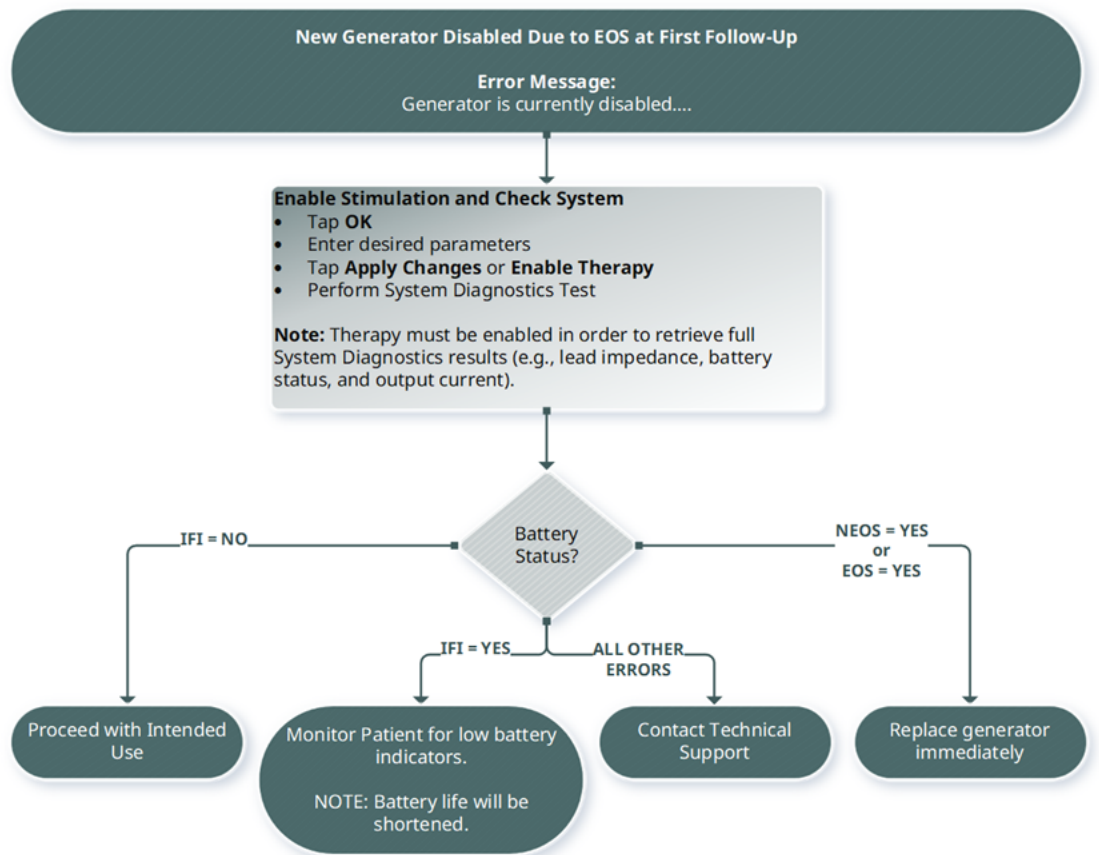 New Generator Disabled Due to EOS at First Follow-Up
Error Message:
Generator is currently disabled....
Enable Stimulation and Check System
• Tap OK
• Enter desired parameters
• Tap Apply Changes or Enable Therapy
• Perform System Diagnostics Test
Note: Therapy must be enabled in order to retrieve full
System Diagnostics results (e.g., lead impedance, battery
status, and output current).
Battery
Status?
IFI = NO
NEOS = YES
or
EOS = YES
IFI = YES
ALL OTHER
ERRORS
Proceed with Intended
Use
Monitor Patient for low battery
indicators.
NOTE: Battery life will be
shortened.
Contact Technical
Support
Replace generator
immediately